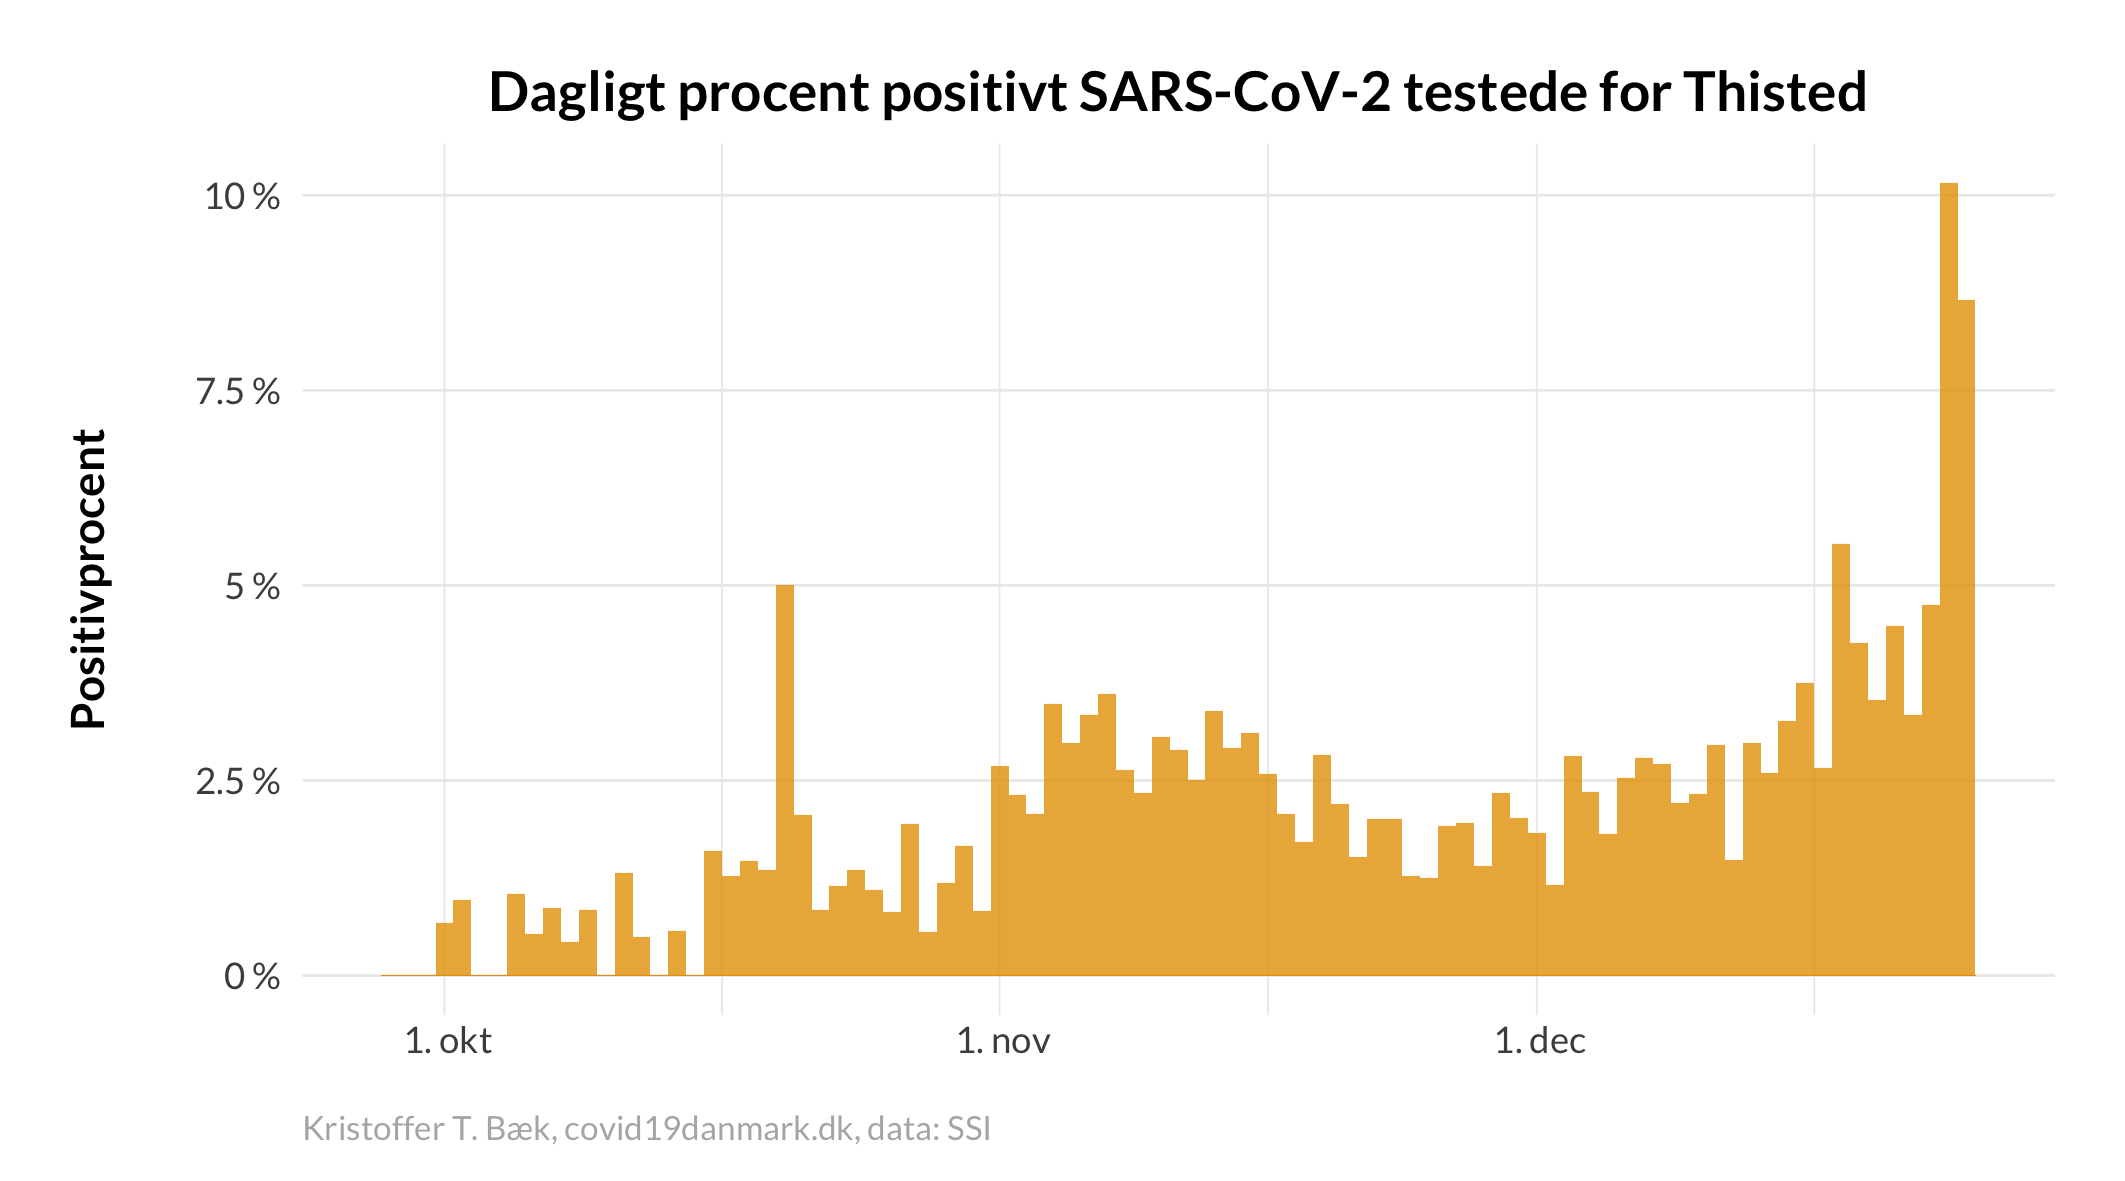 Dagligt procent positivt SARS-CoV-2 testede for Thisted
Positivprocent
10 %
7.5 %
5 %
2.5 %
0 %
1. okt
1. nov
1. dec
Kristoffer T. Bæk, covid19danmark.dk, data: SSI